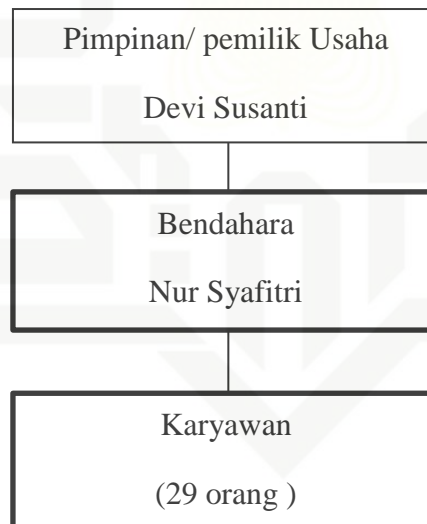 Pimpinan/ pemilik Usaha
Devi Susanti
Bendahara
Nur Syafitri
Karyawan
(29 orang )